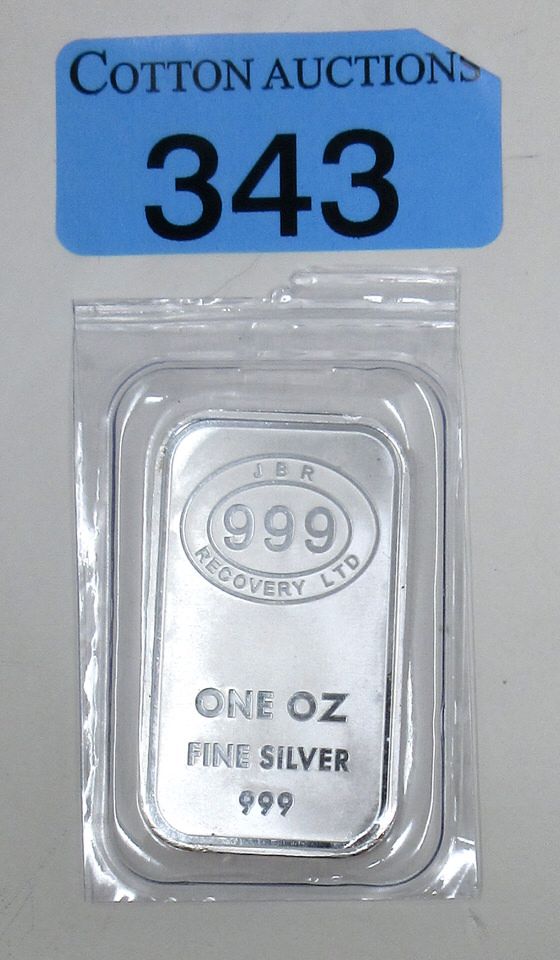 COTTON AUCTIONS
343
JBR
999
RECOVERY LTD
ONE OZ
FINE SILVER
999